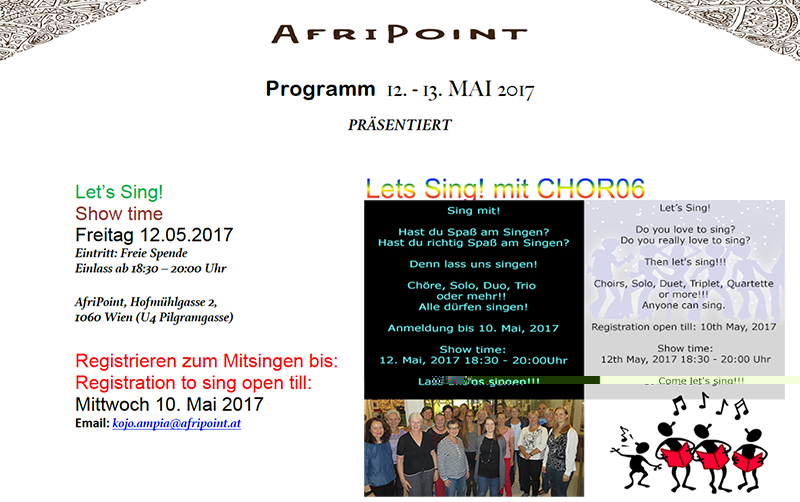 AFRIPOINT
Programm 12. - 13. MAI 2017
PRÄSENTIERT
Let's Sing!
Show time
Freitag 12.05.2017
Eintritt: Freie Spende
Einlass ab 18:30 – 20:00 Uhr
AfriPoint, Hofmühlgasse 2,
1060 Wien (U4 Pilgramgasse)
Registrieren zum Mitsingen bis:
Registration to sing open till:
Mittwoch 10. Mai 2017
Email: kojo.ampia@afripoint.at
Lets Sing! mit CHOR06
Sing mit!
Hast du Spaß am Singen?
Hast du richtig Spaß am Singen?
Denn lass uns singen!
Chöre, Solo, Duo, Trio
oder mehr!!
Alle dürfen singen!
Anmeldung bis 10. Mai, 2017
Show time:
12. Mai, 2017 18:30 - 20:00Uhr
singen!!!
Let's Sing!
Do you love to sing?
Do you really love to sing?
Then let's sing!!!
Choirs, Solo, Duet, Triplet, Quartette
or more!!!
Anyone can sing.
Registration open till: 10th May, 2017
Show time:
12th May, 2017 18:30 - 20:00 Uhr
Come let's sing!!!